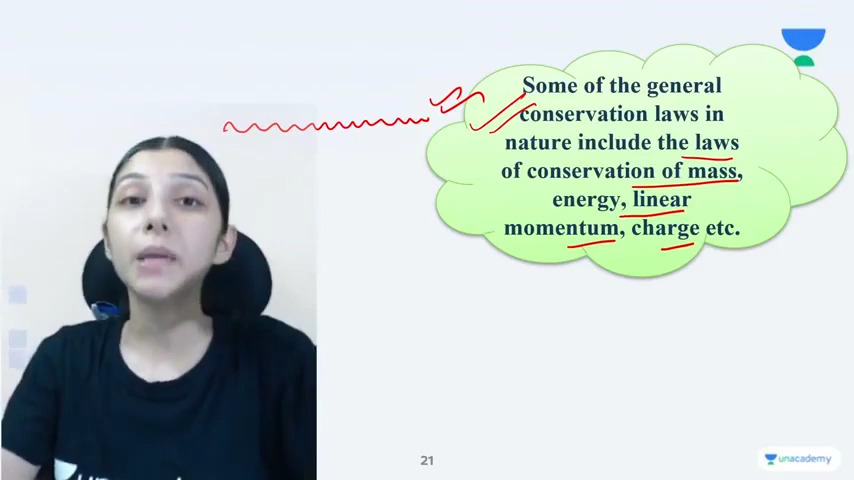 Some of the general
conservation laws in
nature include the laws
of conservation of mass,
energy, linear
momentum, charge etc.
21
unacademy